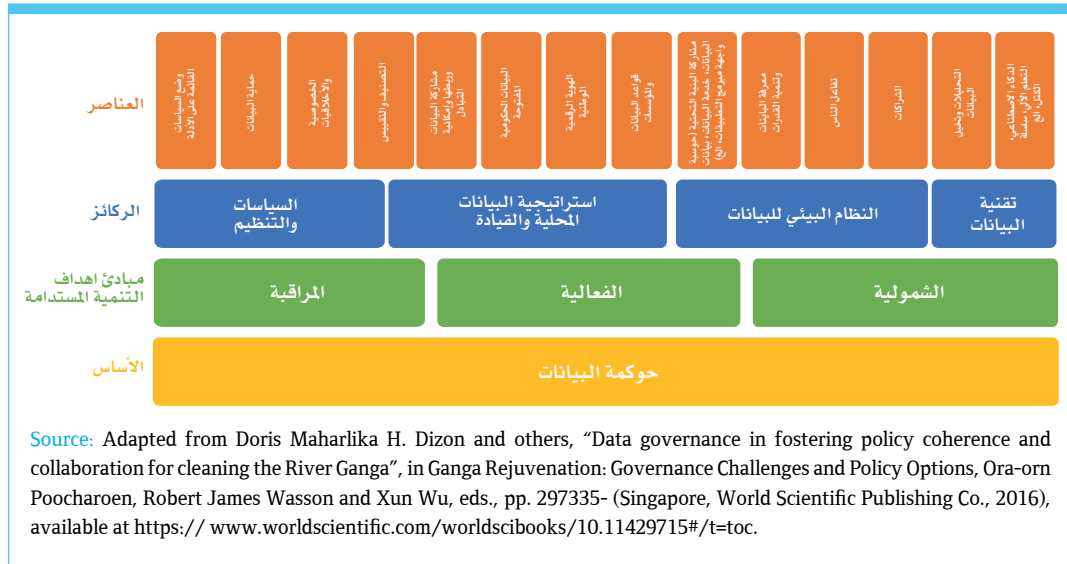 العناصر
وضع السياسات
القائمة على الأدلة
حماية البيانات
الخصوصية
والأخلاقيات
التصنيف والتقييس
مشاركة البيانات
وربطها وإمكانية
التبادل
البيانات الحكومية
المفتوحة
الهوية الرقمية
الوطنية
قواعد البيانات
والمؤسسات
مشاركة البنية التحتية (حوسبة
البيانات، خدمة البيانات، بيانات
واجهة مبرمج التطبيقات، الخ)
معرفة البيانات
وتنمية القدرات
تفاعل الناس
الشراكات
التحليلات وتخيل
البيانات
الذكاء الاصطناعي،
التعلم الآلي، سلسلة
الكتل، الخ
الركائز
السياسات
والتنظيم
استراتيجية البيانات
المحلية والقيادة
النظام البيئي للبيانات
تقنية
البيانات
مبادئ اهداف
التنمية المستدامة
المراقبة
الفعالية
الشمولية
الأساس
حوكمة البيانات
Source: Adapted from Doris Maharlika H. Dizon and others, “Data governance in fostering policy coherence and
collaboration for cleaning the River Ganga”, in Ganga Rejuvenation: Governance Challenges and Policy Options, Ora-orn
Poocharoen, Robert James Wasson and Xun Wu, eds., pp. 297335- (Singapore, World Scientific Publishing Co., 2016),
available at https:// www.worldscientific.com/worldscibooks/10.11429715#/t=toc.